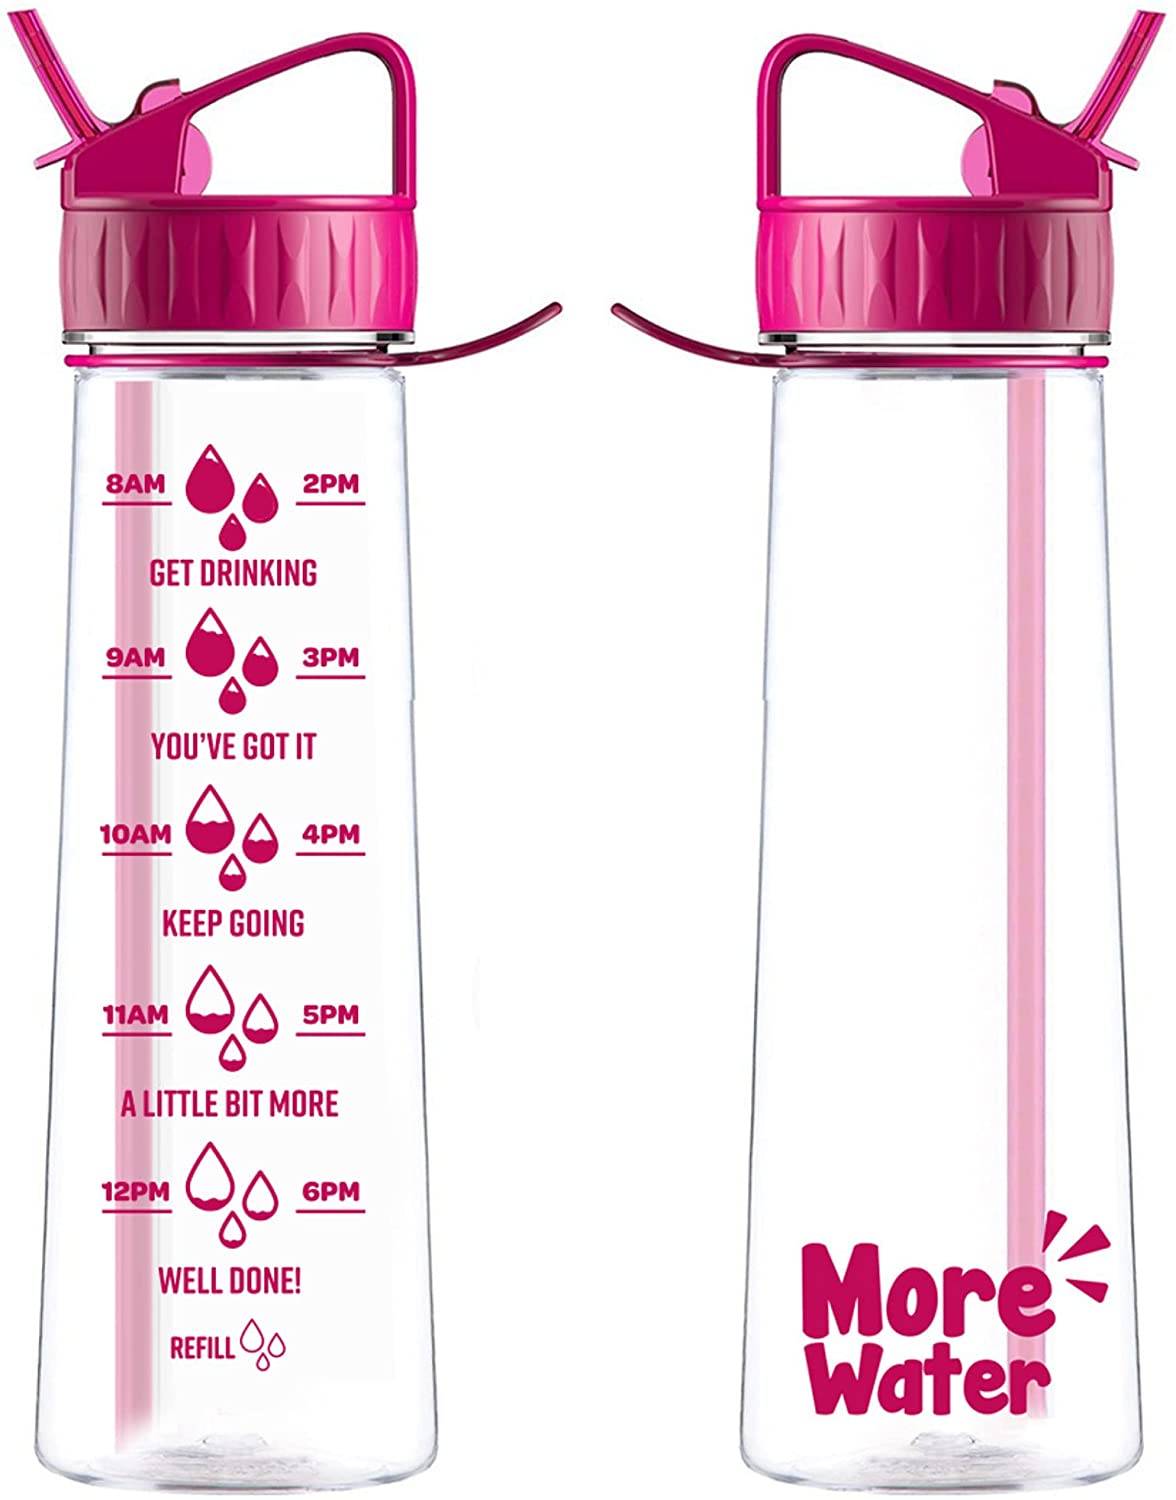 8AM 2PM
GET DRINKING
9AM 3PM
YOU'VE GOT IT
10AM 4PM
KEEP GOING
11AM 5PM
A LITTLE BIT MORE
12PM 6PM
WELL DONE!
REFILL
More
Water